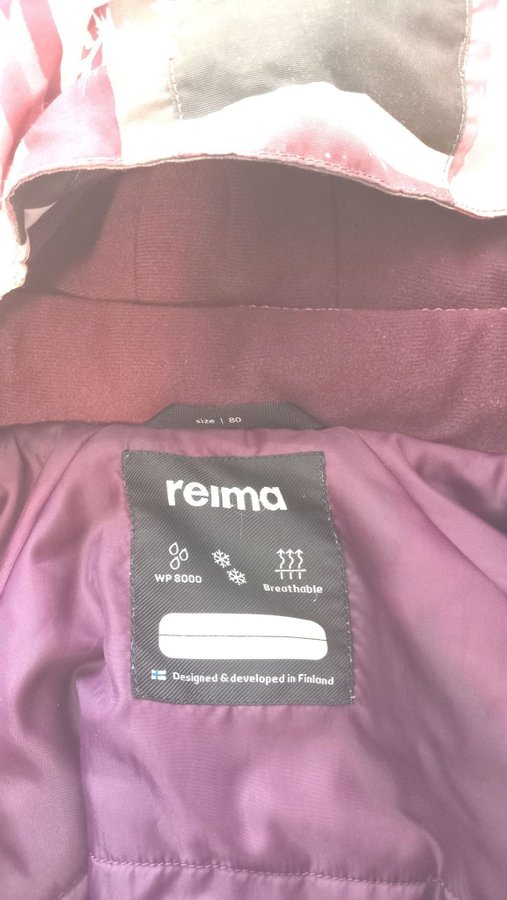 size | 80
reima
WP 8000
Breathable
Designed & developed in Finland